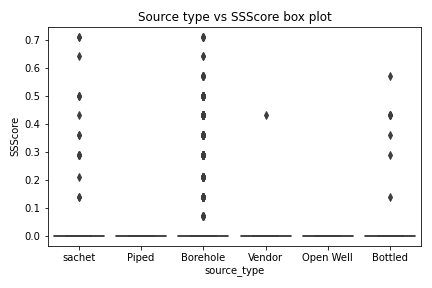 Source type vs SSScore box plot
SSScore
0.7
0.6
0.5
0.4
0.3
0.2
0.1
0.0
sachet Piped Borehole Vendor Open Well Bottled
source_type